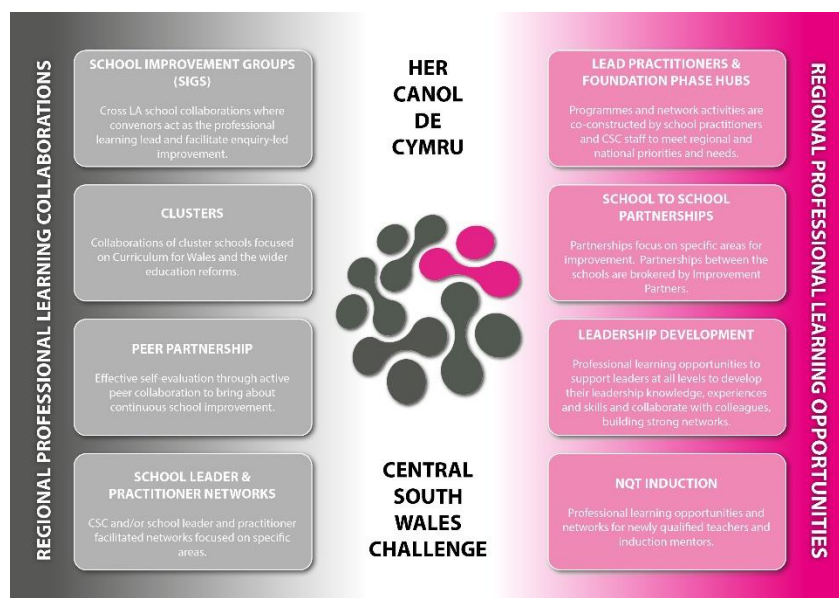 REGIONAL PROFESSIONAL LEARNING COLLABORATIONS
SCHOOL IMPROVEMENT GROUPS
(SIGS)
Cross LA school collaborations where
convenors act as the professional
learning lead and facilitate enquiry-led
improvement.
CLUSTERS
Collaborations of cluster schools focused
on Curriculum for Wales and the wider
education reforms.
PEER PARTNERSHIP
Effective self-evaluation through active
peer collaboration to bring about
continuous school improvement.
SCHOOL LEADER &
PRACTITIONER NETWORKS
CSC and/or school leader and practitioner
facilitated networks focused on specific
areas.
HER
CANOL
DE
CYMRU
CENTRAL
SOUTH
WALES
CHALLENGE
LEAD PRACTITIONERS &
FOUNDATION PHASE HUBS
Programmes and network activities are
co-constructed by school practitioners
and CSC staff to meet regional and
national priorities and needs.
SCHOOL TO SCHOOL
PARTNERSHIPS
Partnerships focus on specific areas for
improvement. Partnerships between the
schools are brokered by Improvement
Partners.
LEADERSHIP DEVELOPMENT
Professional learning opportunities to
support leaders at all levels to develop
their leadership knowledge, experiences
and skills and collaborate with colleagues,
building strong networks.
NQT INDUCTION
Professional learning opportunities and
networks for newly qualified teachers and
induction mentors.
REGIONAL PROFESSIONAL LEARNING OPPORTUNITIES